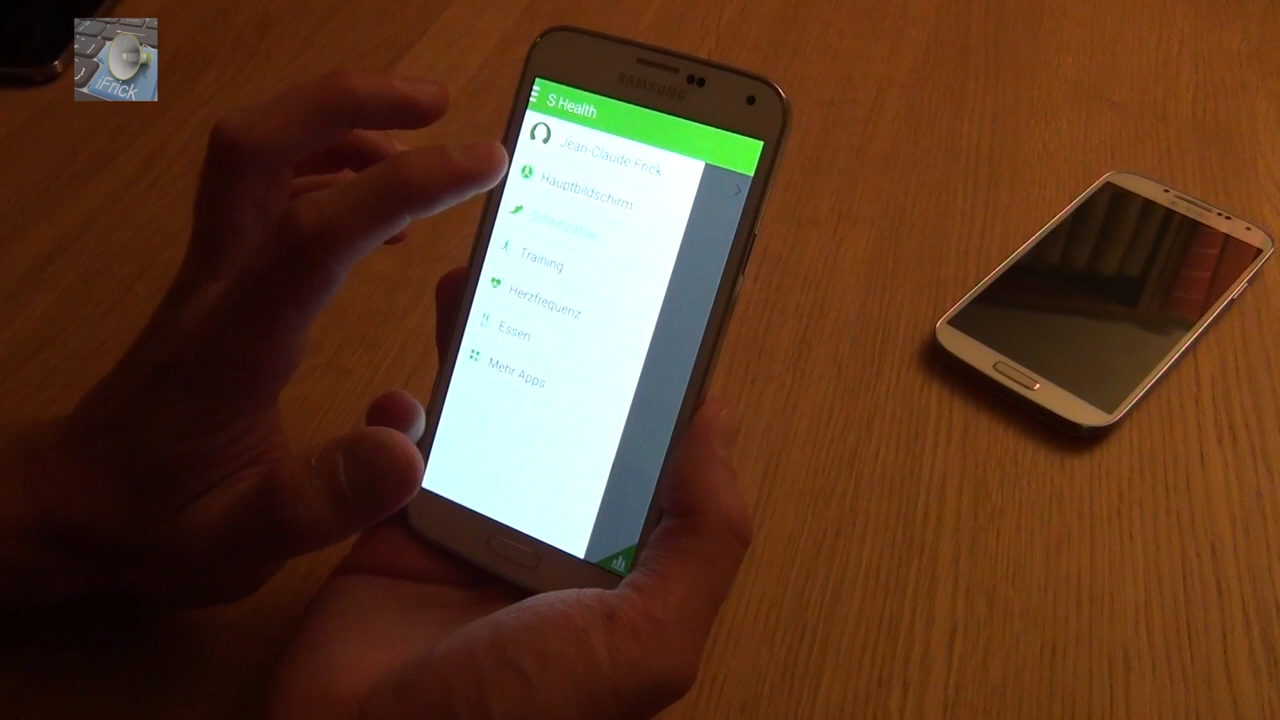 iFrick
SAMSUNG
S Health
Jean-Claude Frick
Hauptbildschirm
Schrittzähler
Training
Herzfrequenz
Essen
Mehr Apps